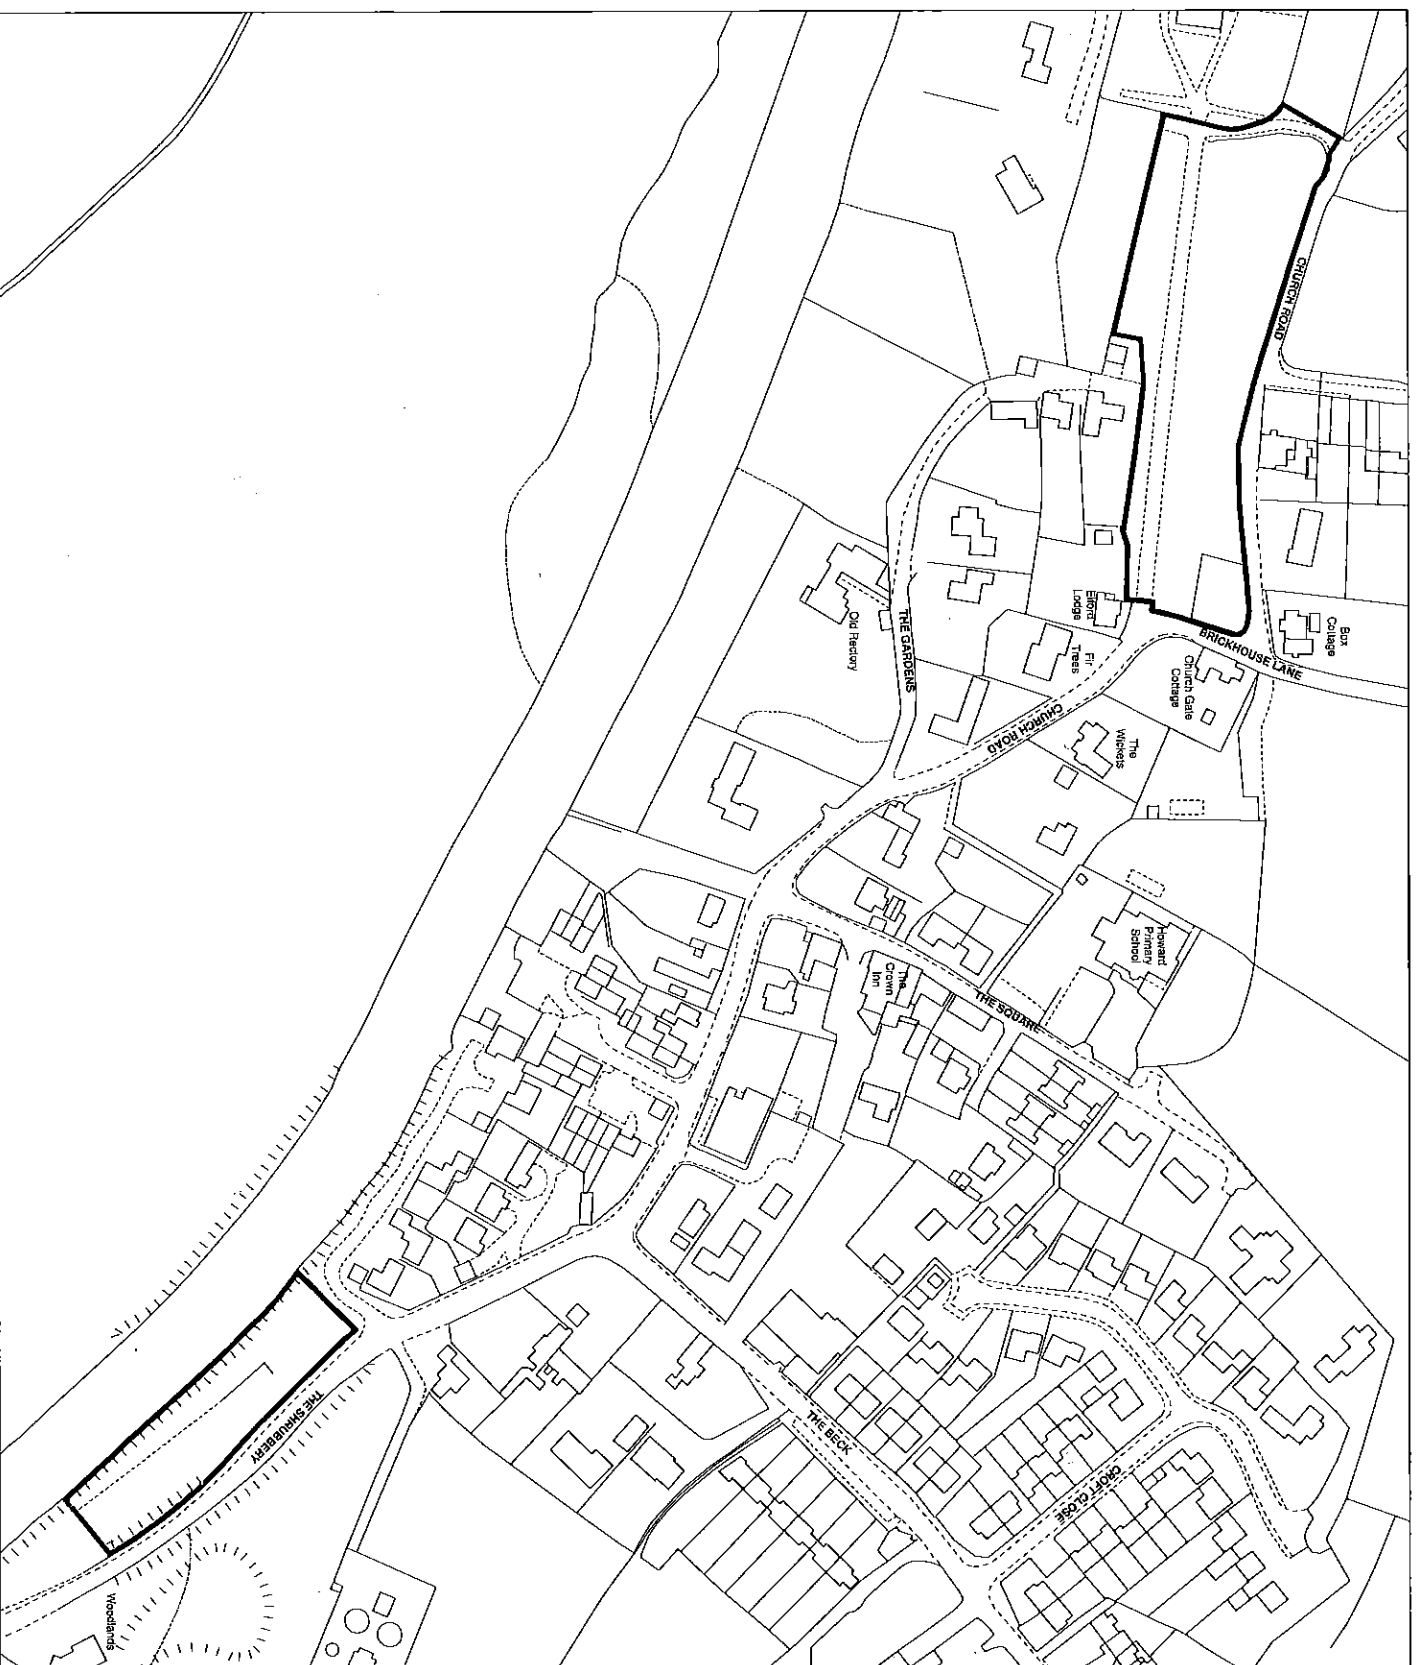 CHURCH ROAD
Box
Cottage
BRICKHOUSE LANE
Church Gate
Cottage
Elford
Lodge
Fir
Trees
THE GARDENS
Old Rectory
CHURCH ROAD
The
Wickets
Howard
Primary
School
The
Crown
Inn
THE SQUARE
THE BECK
CROFT CLOSE
THE SHRUBBERY
Woodlands